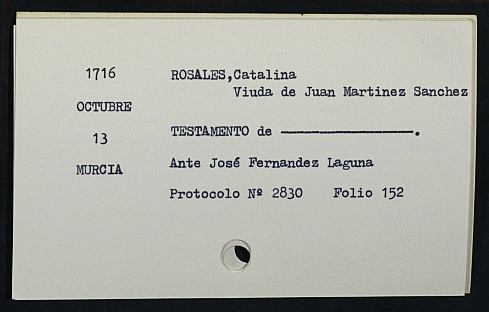 1716 ROSALES,Catalina
Viuda de Juan Martinez Sanchez
OCTUBRE
13 TESTAMENTO de ——————————.
MURCIA Ante José Fernandez Laguna
Protocolo Nº 2830 Folio 152